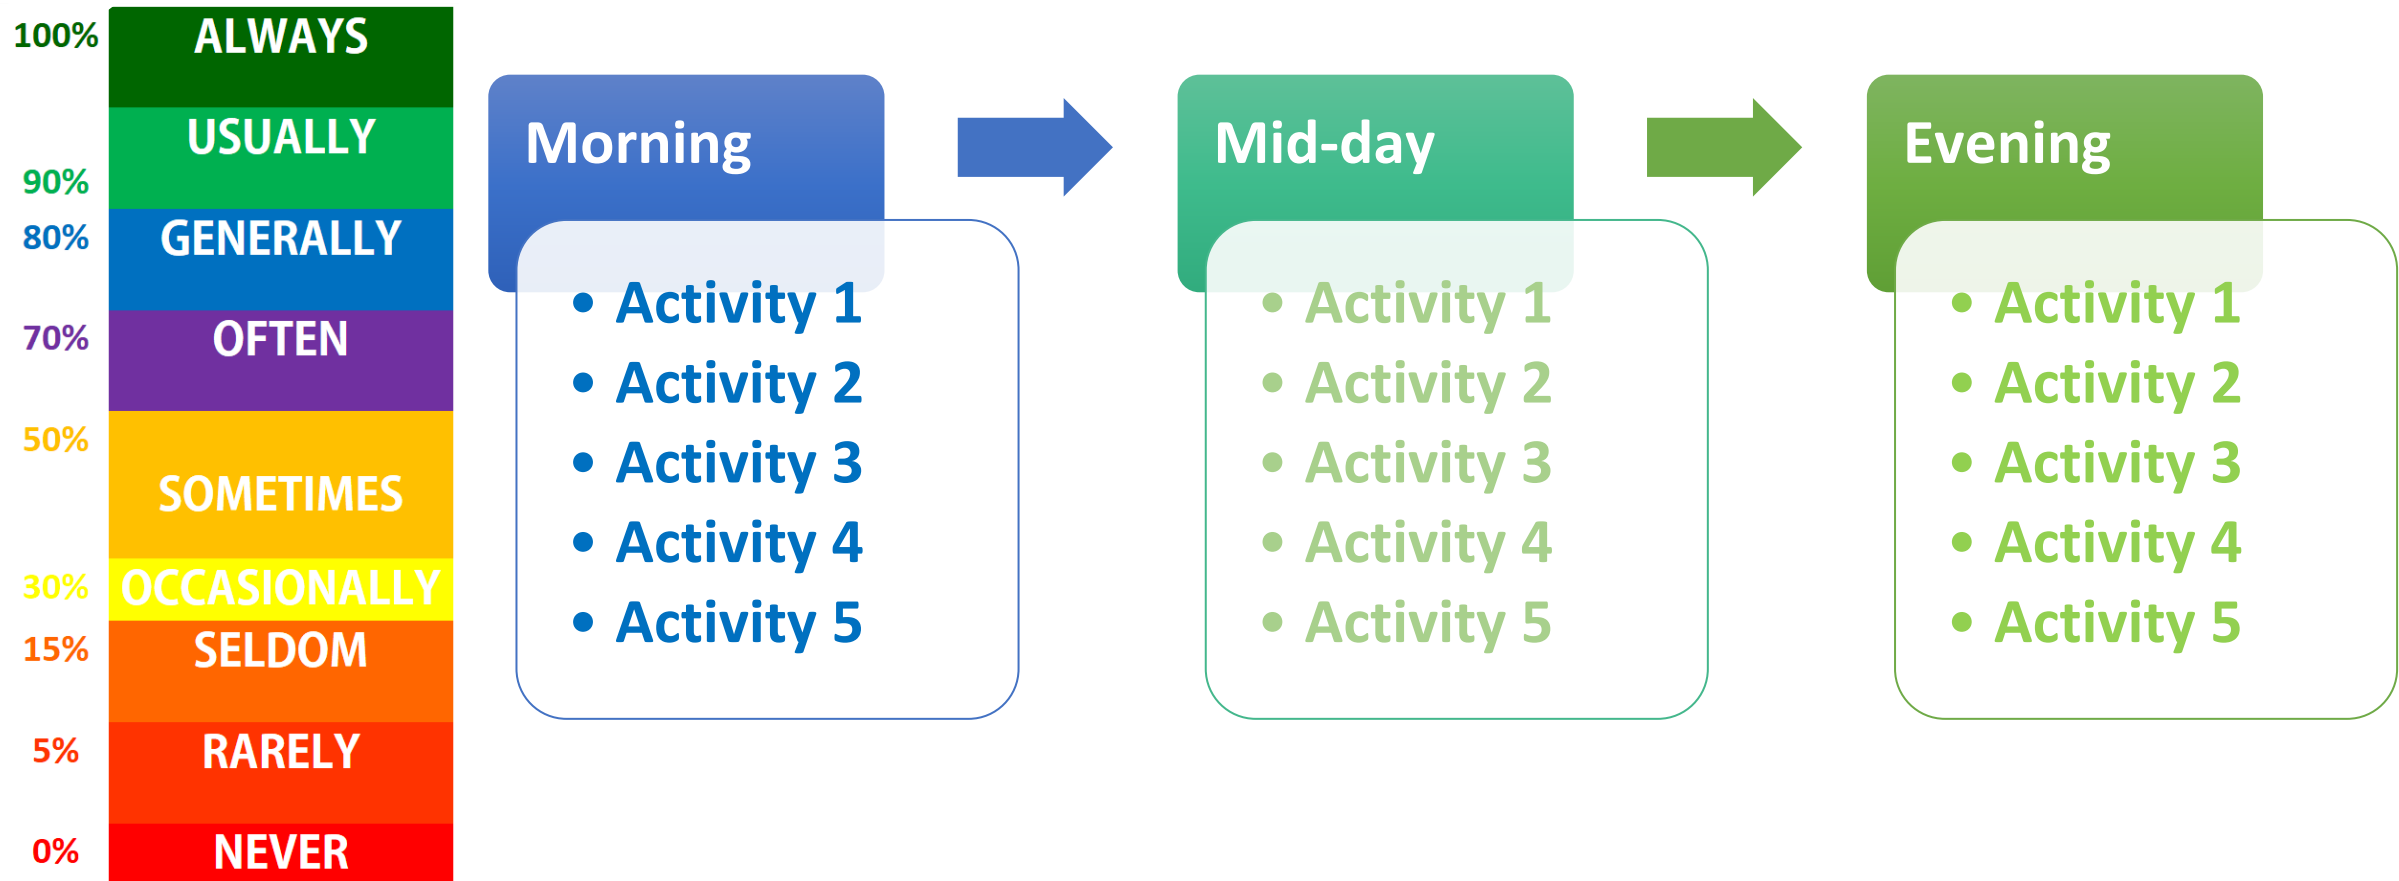 100% ALWAYS
USUALLY
90%
80% GENERALLY
70% OFTEN
50%
SOMETIMES
30% OCCASIONALLY
15% SELDOM
5% RARELY
0% NEVER
Morning
• Activity 1
• Activity 2
• Activity 3
• Activity 4
• Activity 5
Mid-day
• Activity 1
• Activity 2
• Activity 3
• Activity 4
• Activity 5
Evening
• Activity 1
• Activity 2
• Activity 3
• Activity 4
• Activity 5